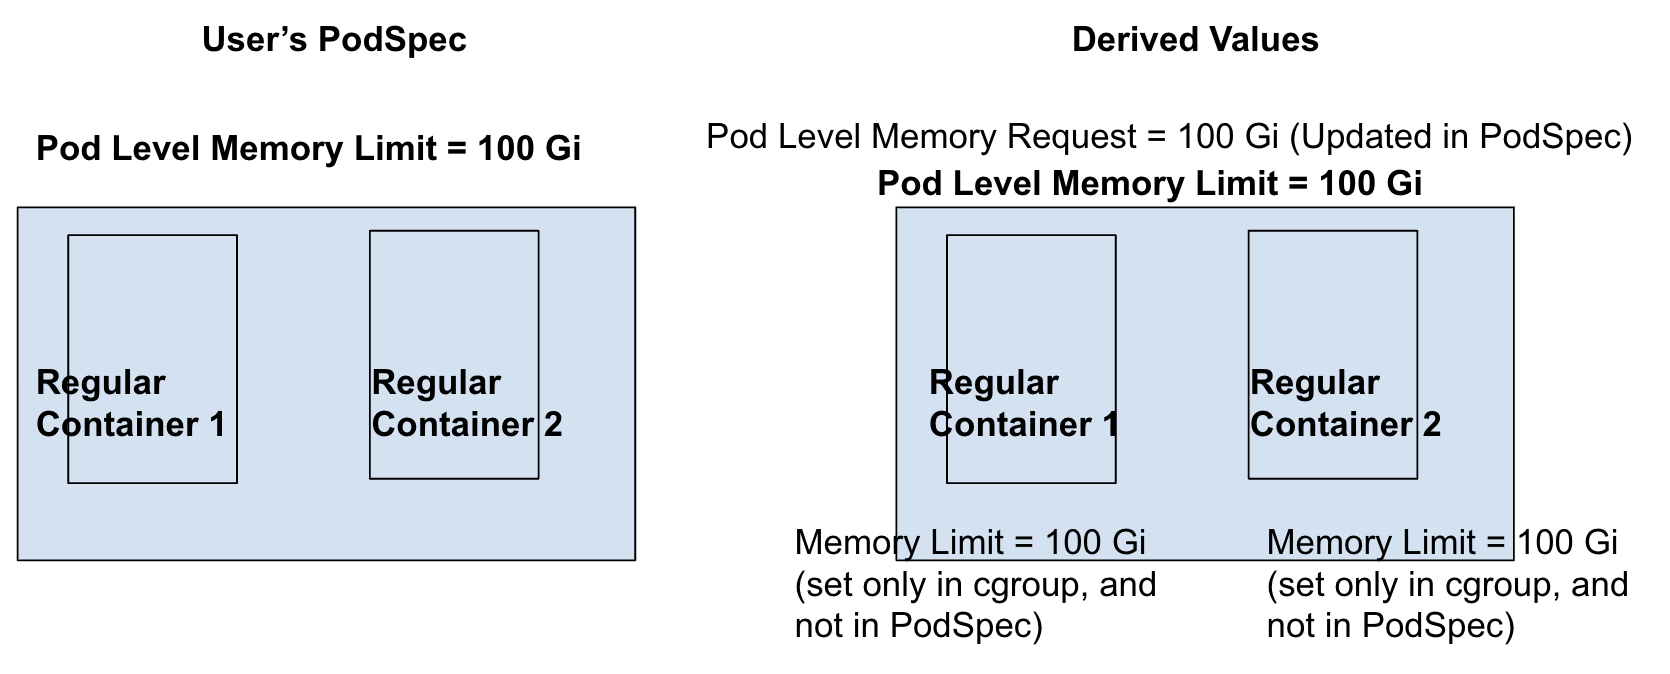 User’s PodSpec
Pod Level Memory Limit = 100 Gi
Regular
Container 1
Regular
Container 2
Derived Values
Pod Level Memory Request = 100 Gi (Updated in PodSpec)
Pod Level Memory Limit = 100 Gi
Regular
Container 1
Regular
Container 2
Memory Limit = 100 Gi
(set only in cgroup, and
not in PodSpec)
Memory Limit = 100 Gi
(set only in cgroup, and
not in PodSpec)